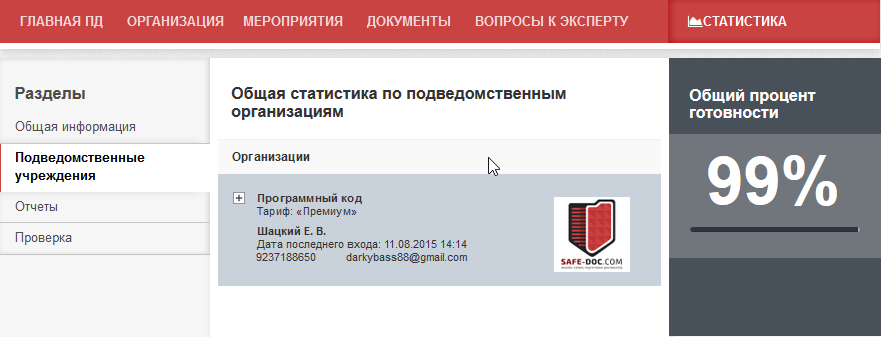 ГЛАВНАЯ ПД ОРГАНИЗАЦИЯ МЕРОПРИЯТИЯ ДОКУМЕНТЫ ВОПРОСЫ К ЭКСПЕРТУ СТАТИСТИКА
Разделы
Общая информация
Подведомственные
учреждения
Отчеты
Проверка
Общая статистика по подведомственным
организациям
Организации
Программный код
Тариф: «Премиум»
Шацкий Е. В.
Дата последнего входа: 11.08.2015 14:14
9237188650 darkybass88@gmail.com
SAFE-DOC.COM
Общий процент
готовности
99%